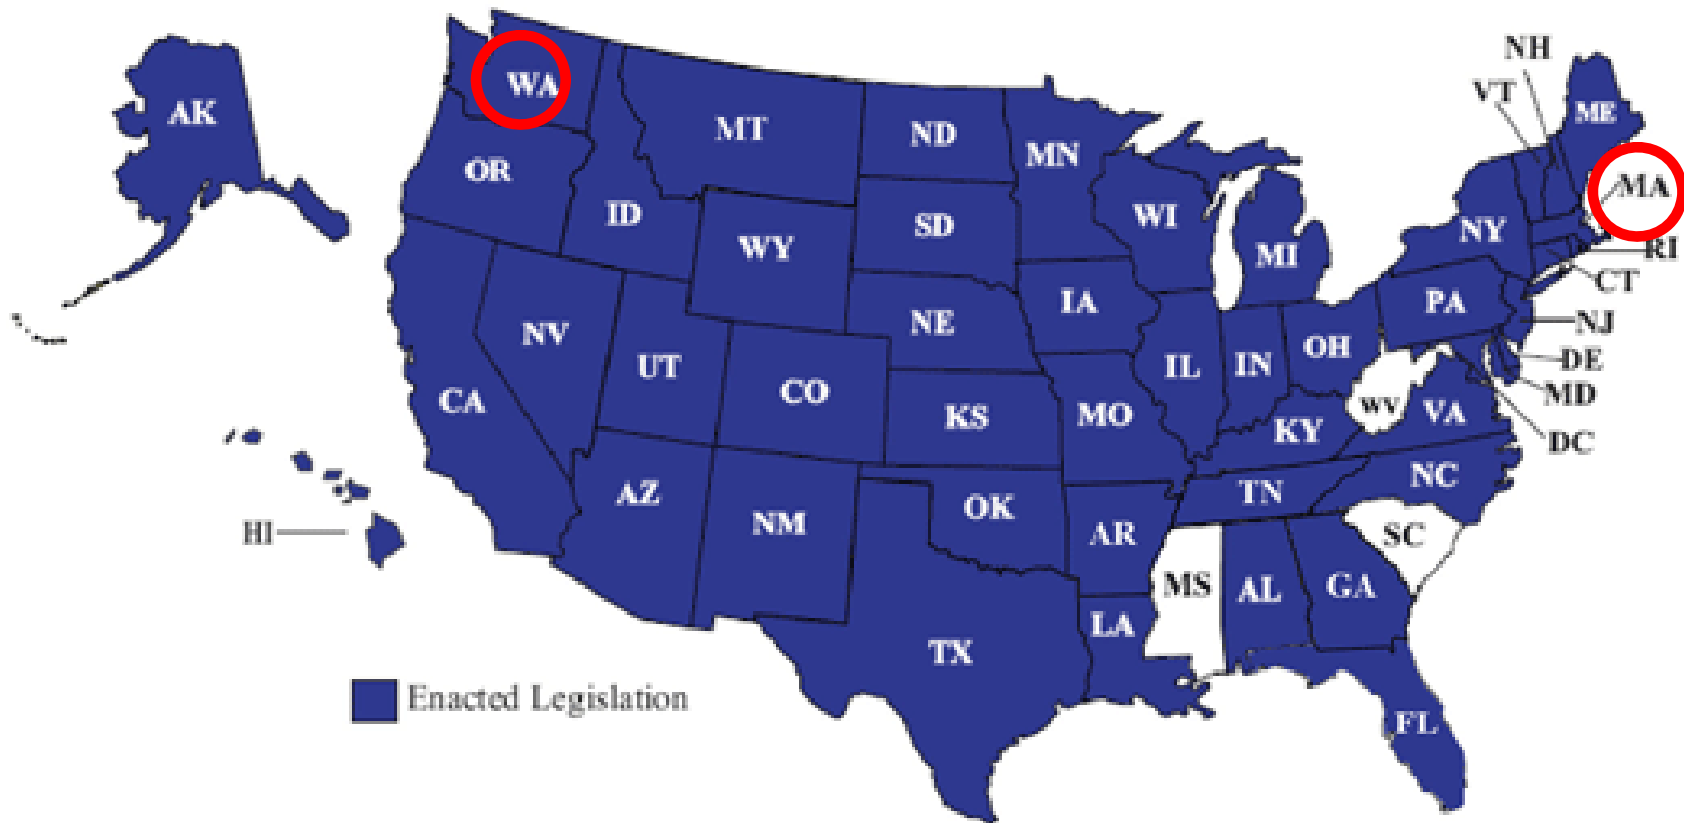 NH
VT
ME
AK
WA
MT
ND
MN
OR
MA
ID
SD
WI
NY
WY
MI
RI
CT
IA
PA
NE
NJ
NV
OH
DE
UT
IL
IN
CO
MD
CA
WV
VA
KS
MO
KY
DC
NC
AZ
TN
OK
NM
HI
AR
SC
MS
AL
GA
LA
TX
Enacted Legislation
FL